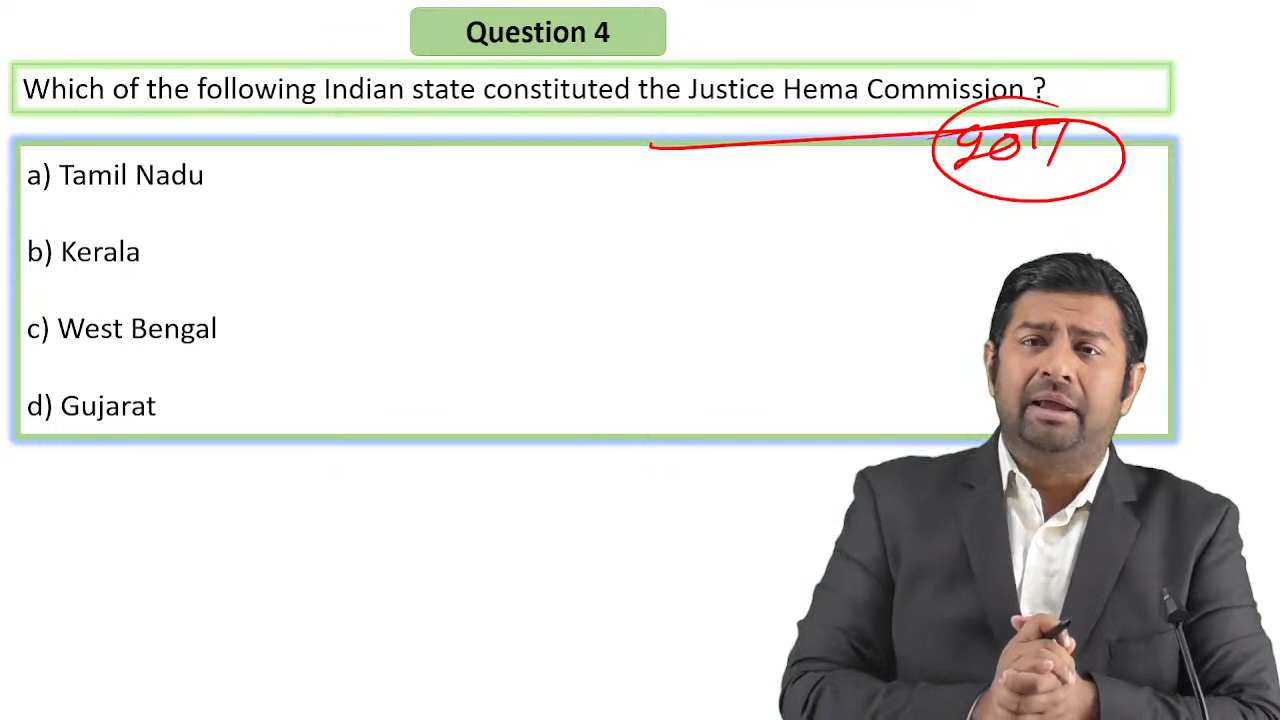 Question 4
Which of the following Indian state constituted the Justice Hema Commission ?
2017
a) Tamil Nadu
b) Kerala
c) West Bengal
d) Gujarat